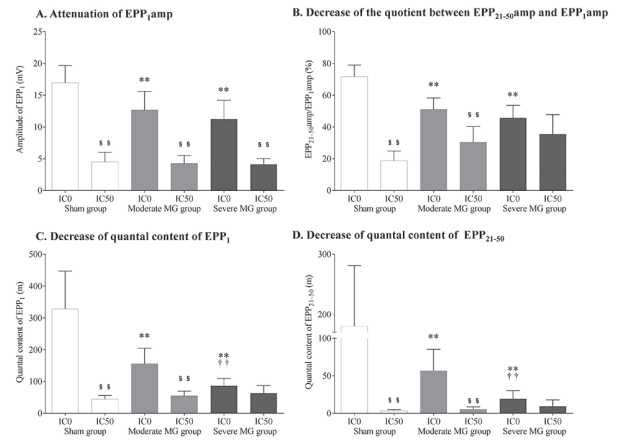 A. Attenuation of EPP1amp
Amplitude of EPP1 (mV)
25
20
15
10
5
0
** **
§ § § § § §
IC0 IC50 IC0 IC50 IC0 IC50
Sham group Moderate MG group Severe MG group
B. Decrease of the quotient between EPP21-50amp and EPP1amp
EPP21-50amp/EPP1amp (%)
100
80
60
40
20
0
** **
§ § § §
IC0 IC50 IC0 IC50 IC0 IC50
Sham group Moderate MG group Severe MG group
C. Decrease of quantal content of EPP1
Quantal content of EPP1 (m)
500
400
300
200
100
0
** **
† †
§ § § §
IC0 IC50 IC0 IC50 IC0 IC50
Sham group Moderate MG group Severe MG group
D. Decrease of quantal content of EPP21-50
Quantal content of EPP21-50 (m)
300
200
100
50
0
** **
† †
§ § § §
IC0 IC50 IC0 IC50 IC0 IC50
Sham group Moderate MG group Severe MG group